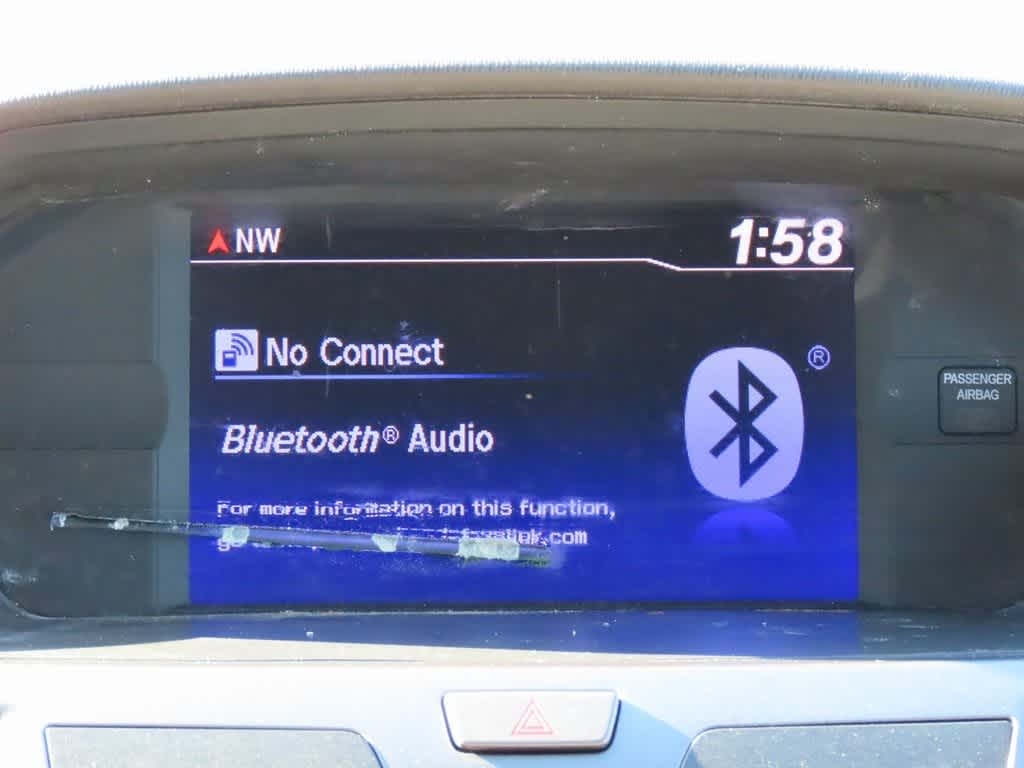 NW
1:58
No Connect
®
PASSENGER
AIRBAG
Bluetooth® Audio
For more information on this function,